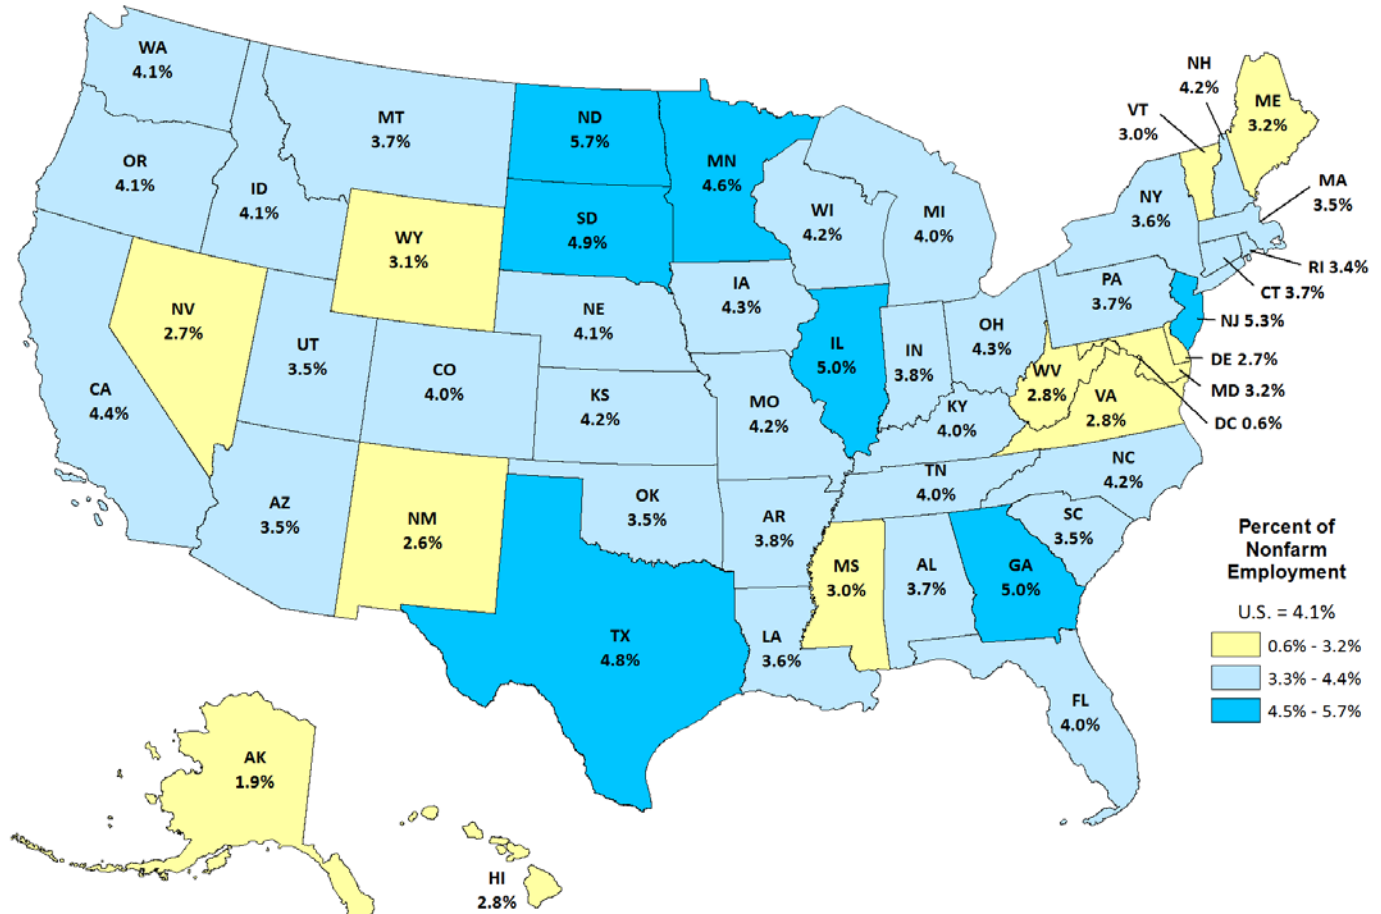 WA
4.1%
MT
3.7%
ND
5.7%
MN
4.6%
OR
4.1%
ID
4.1%
WY
3.1%
SD
4.9%
WI
4.2%
MI
4.0%
NH
4.2%
VT
3.0%
ME
3.2%
NY
3.6%
MA
3.5%
RI 3.4%
CT 3.7%
PA
3.7%
NJ 5.3%
DE 2.7%
MD 3.2%
DC 0.6%
NV
2.7%
UT
3.5%
CA
4.4%
CO
4.0%
NE
4.1%
IA
4.3%
KS
4.2%
MO
4.2%
IL
5.0%
IN
3.8%
OH
4.3%
WV
2.8%
VA
2.8%
KY
4.0%
TN
4.0%
NC
4.2%
SC
3.5%
AZ
3.5%
NM
2.6%
OK
3.5%
AR
3.8%
MS
3.0%
AL
3.7%
GA
5.0%
TX
4.8%
LA
3.6%
FL
4.0%
AK
1.9%
HI
2.8%
Percent of
Nonfarm
Employment
U.S. = 4.1%
0.6% - 3.2%
3.3% - 4.4%
4.5% - 5.7%